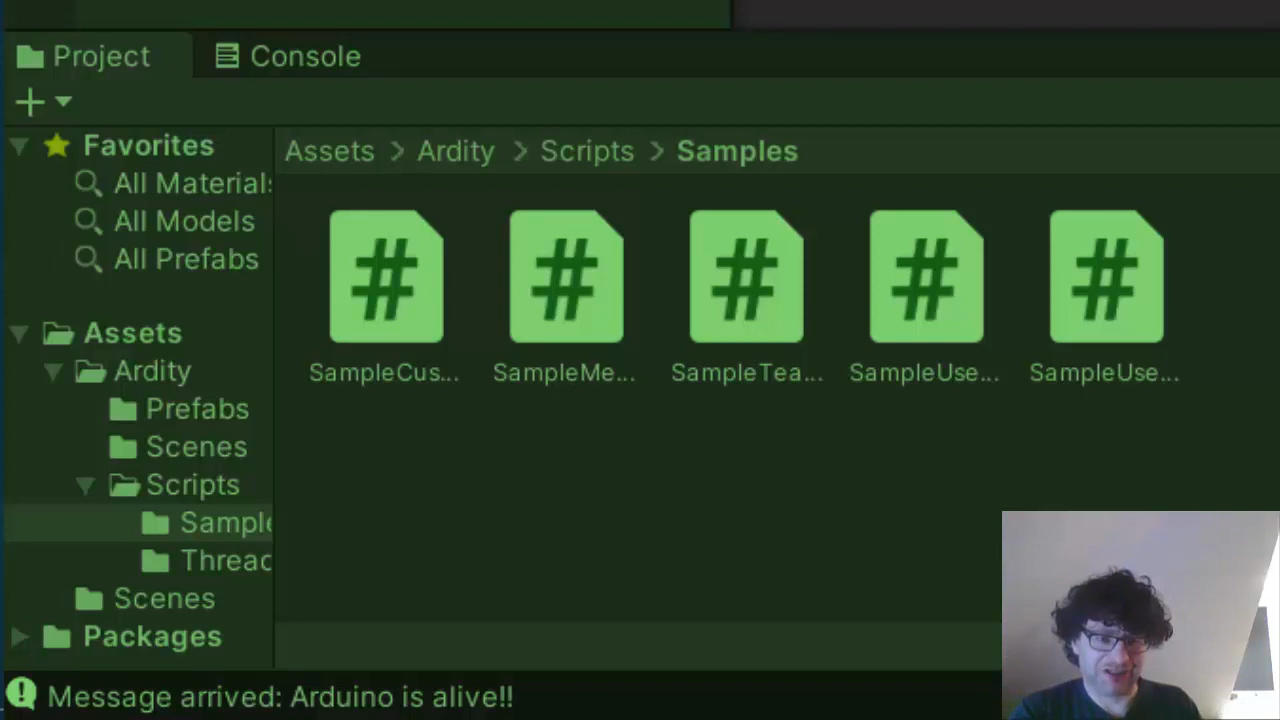 Project Console
Favorites
All Material
All Models
All Prefabs
Assets
Ardity
Prefabs
Scenes
Scripts
Sample
Threac
Scenes
Packages
Assets > Ardity > Scripts > Samples
SampleCus... SampleMe... SampleTea... SampleUse... SampleUse...
Message arrived: Arduino is alive!!